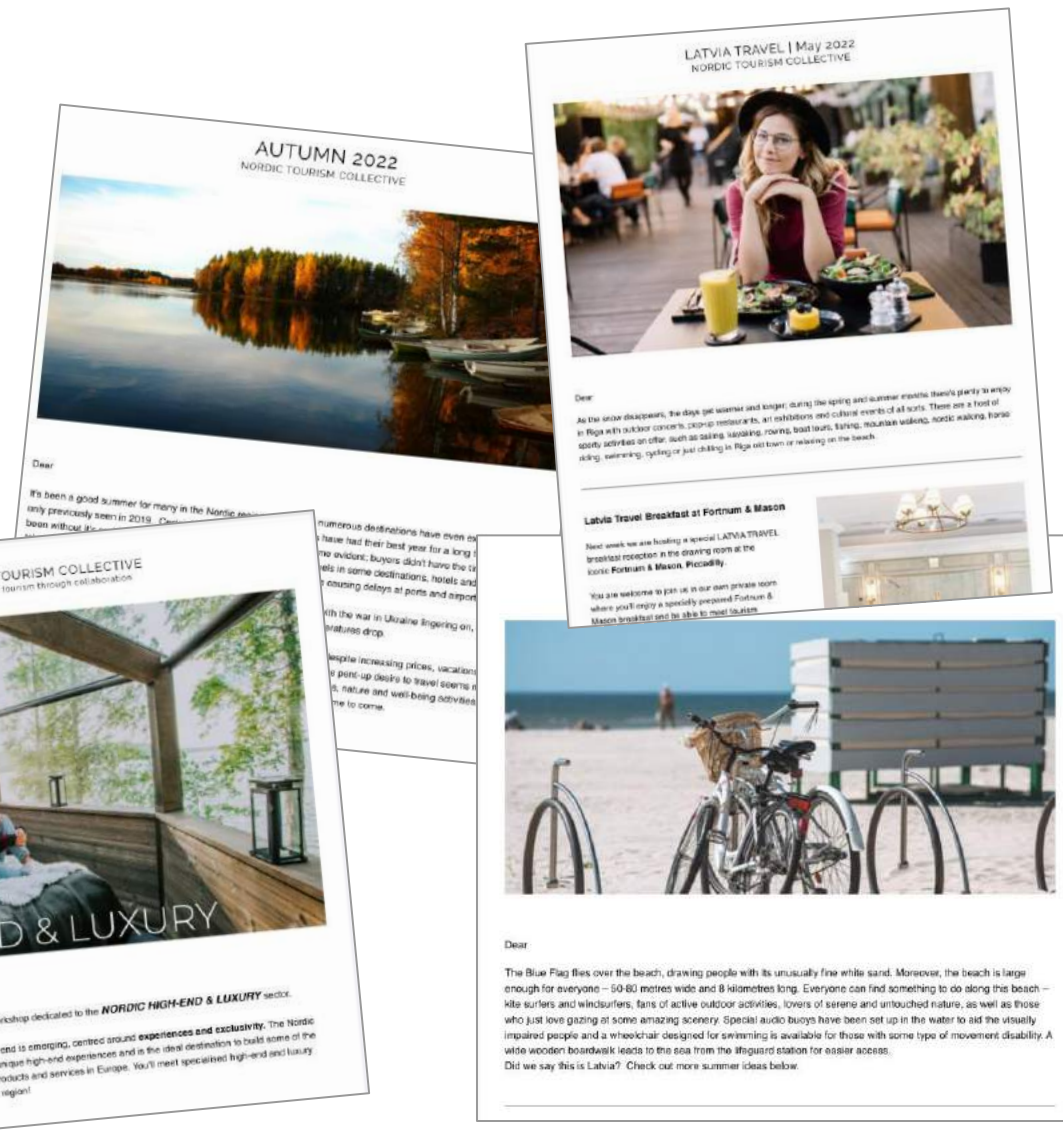 AUTUMN 2022
NORDIC TOURISM COLLECTIVE
Dear
It's been a good summer for many in the Nordic
only previously seen in 2019.
been without it's
numerous destinations have even
have had their best year for a long
me evident; buyers didn't have the
els in some destinations, hotels and
causing delays at ports and airport
ith the war in Ukraine lingering on,
eratures drop.
espite increasing prices, vacations
e pent-up desire to travel seems
s, nature and well-being activities
me to come.
LATVIA TRAVEL | May 2022
NORDIC TOURISM COLLECTIVE
Dear
As the snow disappears, the days get warmer and longer; during the spring and summer months there's plenty to enjoy
in Riga with outdoor concerts, pop-up restaurants, art exhibitions and cultural events of all sorts. There are a host of
sporty activities on offer, such as sailing, kayaking, rowing, boat tours, fishing, mountain walking, nordic walking, horse
riding, swimming, cycling or just chilling in Riga old town or relaxing on the beach.
Latvia Travel Breakfast at Fortnum & Mason
Next week we are hosting a special LATVIA TRAVEL
breakfast reception in the drawing room at the
iconic Fortnum & Mason, Piccadilly.
You are welcome to join us in our own private room
where you'll enjoy a specially prepared Fortnum &
Mason breakfast and be able to meet tourism
OURISM COLLECTIVE
Tourism through collaboration
D & LUXURY
rkshop dedicated to the NORDIC HIGH-END & LUXURY sector.
end is emerging, centred around experiences and exclusivity. The Nordic
nique high-end experiences and is the ideal destination to build some of the
oducts and services in Europe. You'll meet specialised high-end and luxury
region!
Dear
The Blue Flag flies over the beach, drawing people with its unusually fine white sand. Moreover, the beach is large
enough for everyone – 50-80 metres wide and 8 kilometres long. Everyone can find something to do along this beach –
kite surfers and windsurfers, fans of active outdoor activities, lovers of serene and untouched nature, as well as those
who just love gazing at some amazing scenery. Special audio buoys have been set up in the water to aid the visually
impaired people and a wheelchair designed for swimming is available for those with some type of movement disability. A
wide wooden boardwalk leads to the sea from the lifeguard station for easier access.
Did we say this is Latvia?  Check out more summer ideas below.